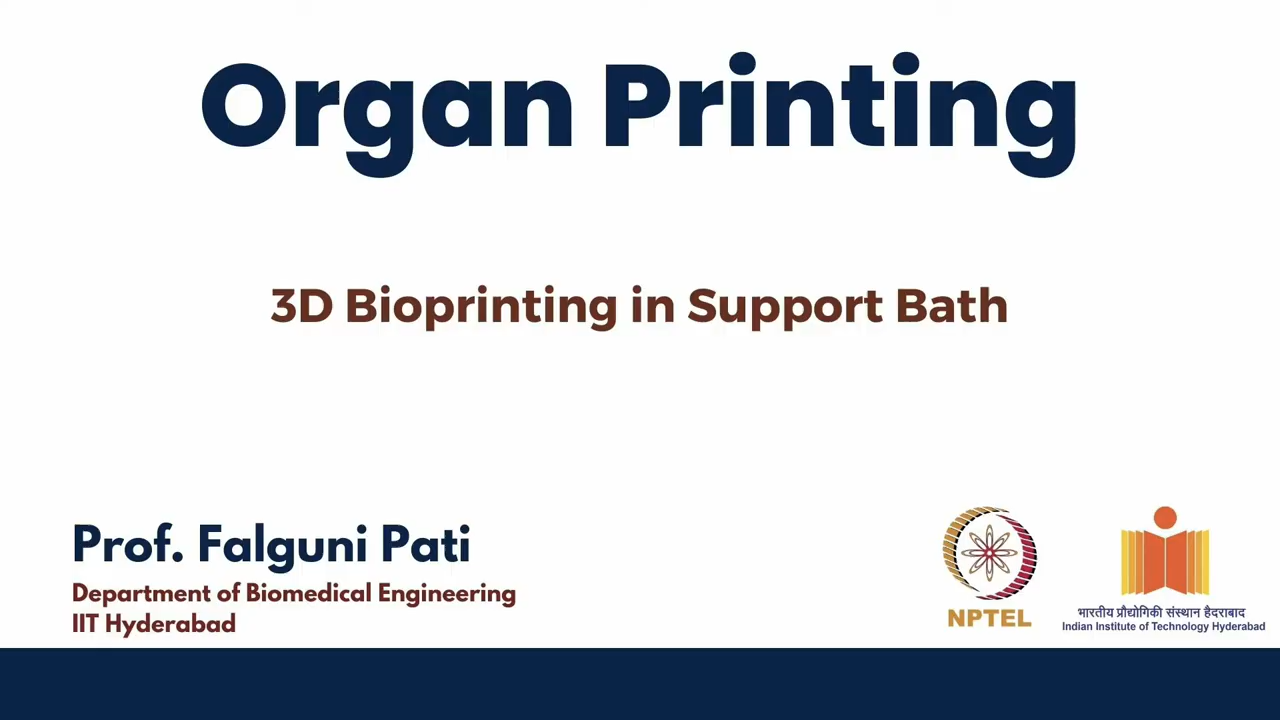 Organ Printing
3D Bioprinting in Support Bath
Prof. Falguni Pati
Department of Biomedical Engineering
IIT Hyderabad
NPTEL
भारतीय प्रौद्योगिकी संस्थान हैदराबाद
Indian Institute of Technology Hyderabad